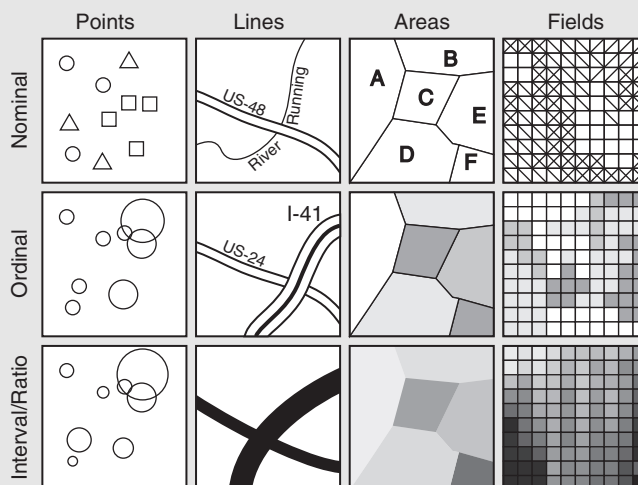 Points Lines Areas Fields
Nominal
US-48
Running
River
A
B
C
D
E
F
Ordinal
I-41
US-24
Interval/Ratio